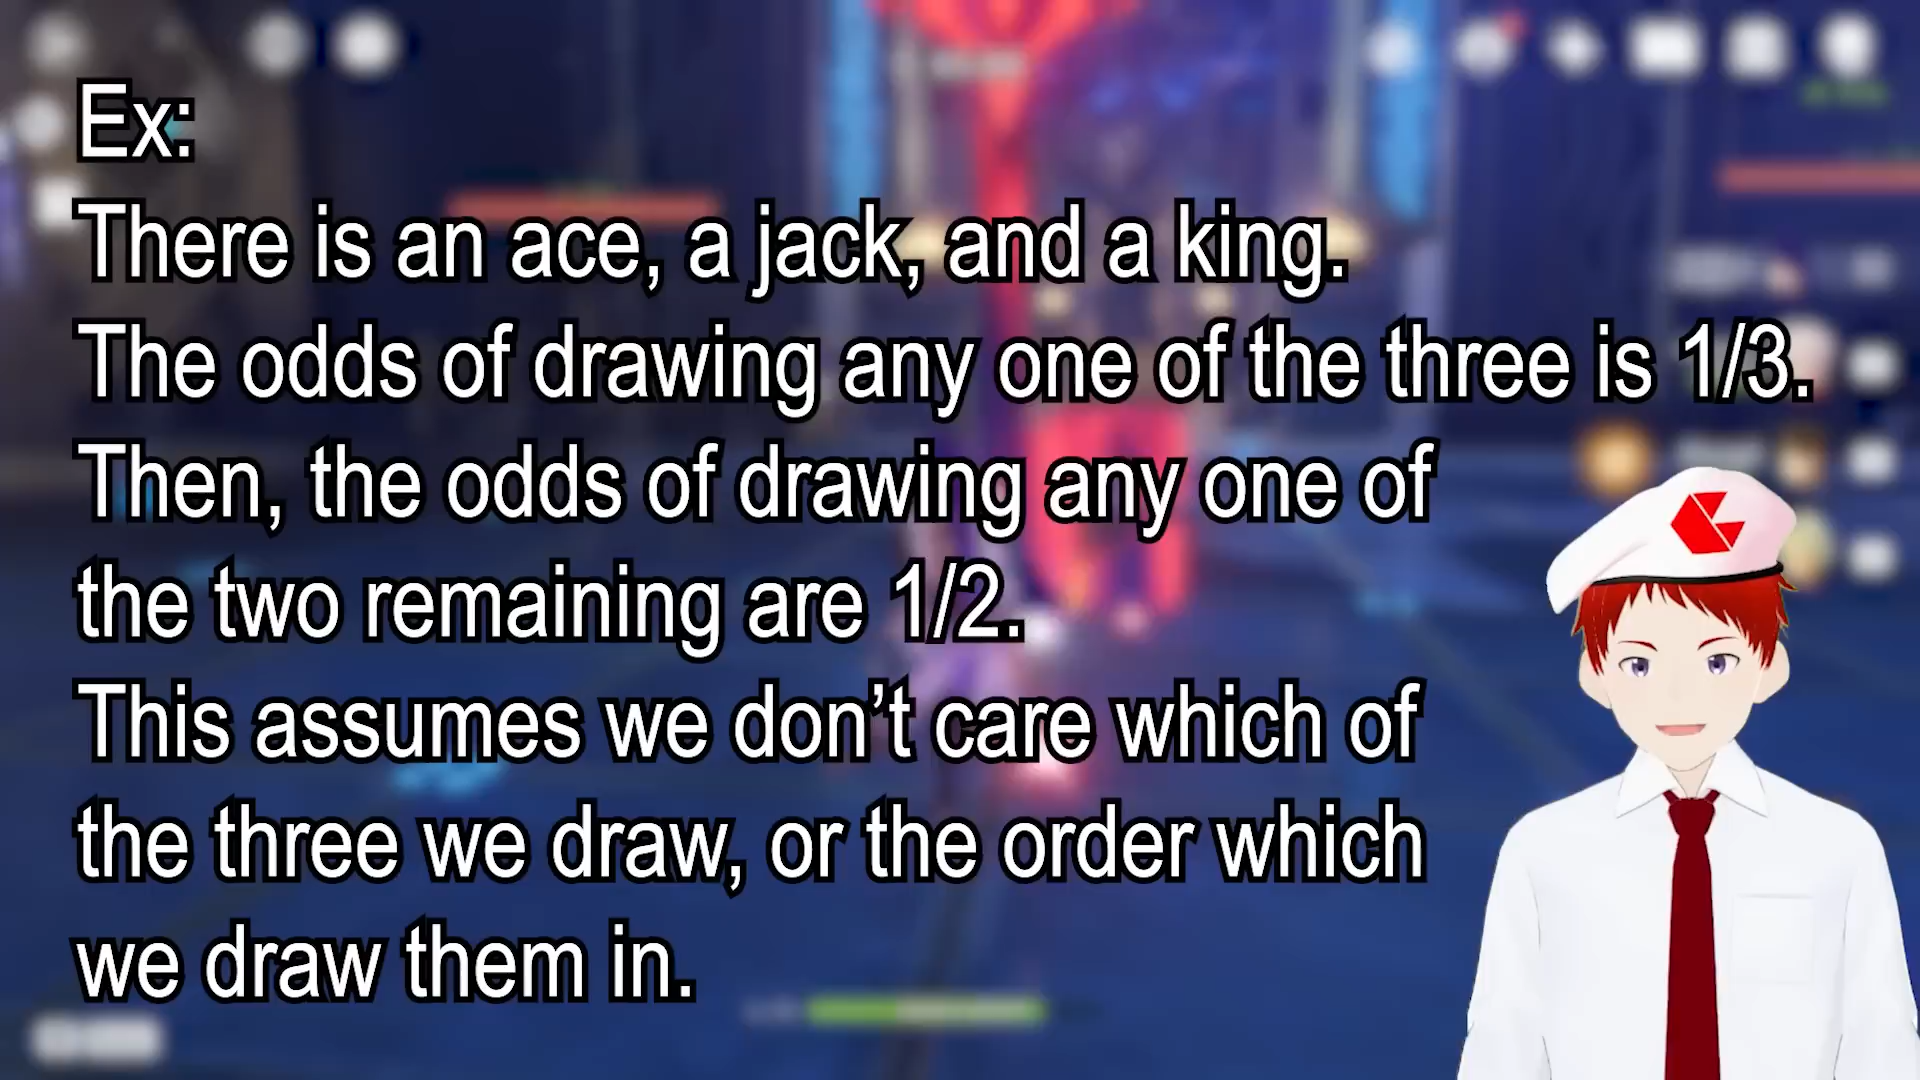 Ex:
There is an ace, a jack, and a king.
The odds of drawing any one of the three is 1/3.
Then, the odds of drawing any one of
the two remaining are 1/2.
This assumes we don’t care which of
the three we draw, or the order which
we draw them in.